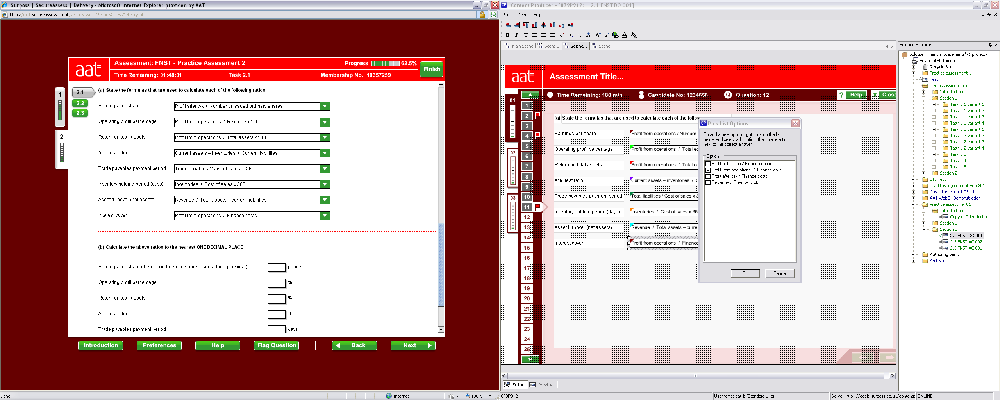 Surpass | SecureAssess | Delivery - Microsoft Internet Explorer provided by AAT
https://aat.secureassess.co.uk/secureassess/SecureAssessDelivery.html
aat
Assessment: FNST - Practice Assessment 2
Progress 62.5%
Finish
Time Remaining: 01:48:01
Task 2.1
Membership No.: 10357259
1
2
2.1
2.2
2.3
(a) State the formulas that are used to calculate each of the following ratios:
Earnings per share
Profit after tax / Number of issued ordinary shares
Operating profit percentage
Profit from operations / Revenue x 100
Return on total assets
Profit from operations / Total assets x 100
Acid test ratio
Current assets – inventories / Current liabilities
Trade payables payment period
Trade payables / Cost of sales x 365
Inventory holding period (days)
Inventories / Cost of sales x 365
Asset turnover (net assets)
Revenue / Total assets – current liabilities
Interest cover
Profit from operations / Finance costs
(b) Calculate the above ratios to the nearest ONE DECIMAL PLACE.
Earnings per share (there have been no share issues during the year) pence
Operating profit percentage %
Return on total assets %
Acid test ratio :1
Trade payables payment period days
Introduction
Preferences
Help
Flag Question
Back
Next
Done
Internet
100%
CP Content Producer - [879P912: 2.1 FNST DO 001]
File View Help
B I U
Main Scene
Scene 2
Scene 3
Scene 4
aat
Assessment Title...
Time Remaining: 180 min
Candidate No: 1234656
Question: 12
? Help
X Close
01
02
03
1
2
3
4
5
6
7
8
9
10
11
12
13
14
15
16
17
18
19
20
21
22
23
24
25
(a) State the formulas that are used to calculate each of the following ratios:
Earnings per share
Profit from operations / Number
Operating profit percentage
Profit from operations / Total eq
Return on total assets
Profit from operations / Total eq
Acid test ratio
Current assets – inventories / C
Trade payables payment period
Total liabilities / Cost of sales x 3
Inventory holding period (days)
Inventories / Cost of sales x 365
Asset turnover (net assets)
Revenue / Total assets – curre
Interest cover
Profit from operations / Finance
CP Pick List Options
To add a new option, right click on the list
below and select add option, then place a tick
next to the correct answer.
Options:
Profit before tax / Finance costs
Profit from operations / Finance costs
Profit after tax / Finance costs
Revenue / Finance costs
OK
Cancel
Editor
Preview
879P912
Username: paulb (Standard User)
Server: https://aat.btlsurpass.co.uk/contentp
ONLINE
Solution Explorer
Solution 'Financial Statements' (1 project)
Financial Statements
Recycle Bin
Practice assessment 1
Test
Live assessment bank
Introduction
Section 1
Task 1.1 variant 1
Task 1.1 variant 2
Task 1.1 variant 3
Task 1.1 variant 4
Task 1.2 variant 1
Task 1.2 variant 2
Task 1.2 variant 3
Task 1.2 variant 4
Task 1.3
Task 1.4
Task 1.5
Section 2
BTL Test
Load testing content Feb 2011
Cash flow variant 03.11
AAT WebEx Demonstration
Practice assessment 2
Introduction
Copy of Introduction
Section 1
Section 2
2.1 FNST DO 001
2.2 FNST AC 002
2.3 FNST AC 001
Authoring bank
Archive